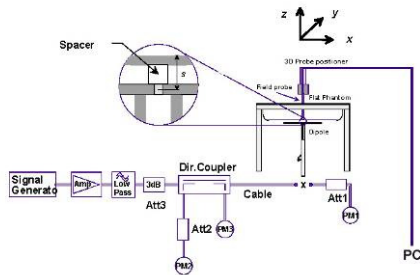 z
y
x
Spacer
s
3D Probe positioner
Field probe
Flat Phantom
Dipole
Signal
Generato
Amp
Low
Pass
3dB
Att3
Dir.Coupler
Cable
x
Att1
PM1
Att2
PM3
PM2
PC